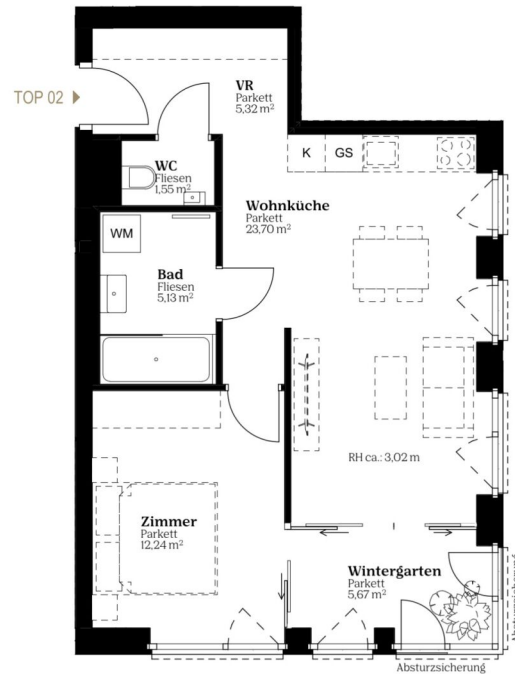 TOP 02
VR
Parkett
5,32 m²
WC
Fliesen
1,55 m²
K
GS
Wohnküche
Parkett
23,70 m²
WM
Bad
Fliesen
5,13 m²
RH ca.: 3,02 m
Zimmer
Parkett
12,24 m²
Wintergarten
Parkett
5,67 m²
Absturzsicherung
Absturzsicherung